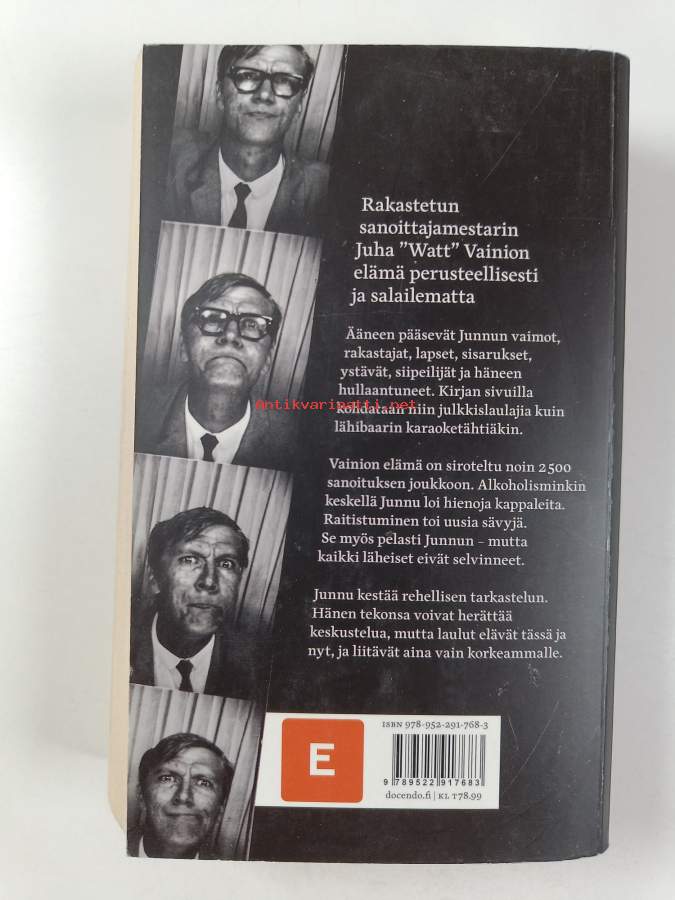 Rakastetun
sanoittajamestarin
Juha ”Watt” Vainion
elämä perusteellisesti
ja salailematta
Ääneen pääsevät Junnun vaimot,
rakastajat, lapset, sisarukset,
ystävät, siipeilijät ja häneen
hullaantuneet. Kirjan sivuilla
Antikvariaatti.net
kohdataan niin julkkislaulajia kuin
lähibaarin karaoketähtiäkin.
Vainion elämä on siroteltu noin 2500
sanoituksen joukkoon. Alkoholisminkin
keskellä Junnu loi hienoja kappaleita.
Raitistuminen toi uusia sävyjä.
Se myös pelasti Junnun – mutta
kaikki läheiset eivät selvinneet.
Junnu kestää rehellisen tarkastelun.
Hänen tekonsa voivat herättää
keskustelua, mutta laulut elävät tässä ja
nyt, ja liitävät aina vain korkeammalle.
E
ISBN 978-952-291-768-3
9 789522 917683
docendo.fi | KL T78.99